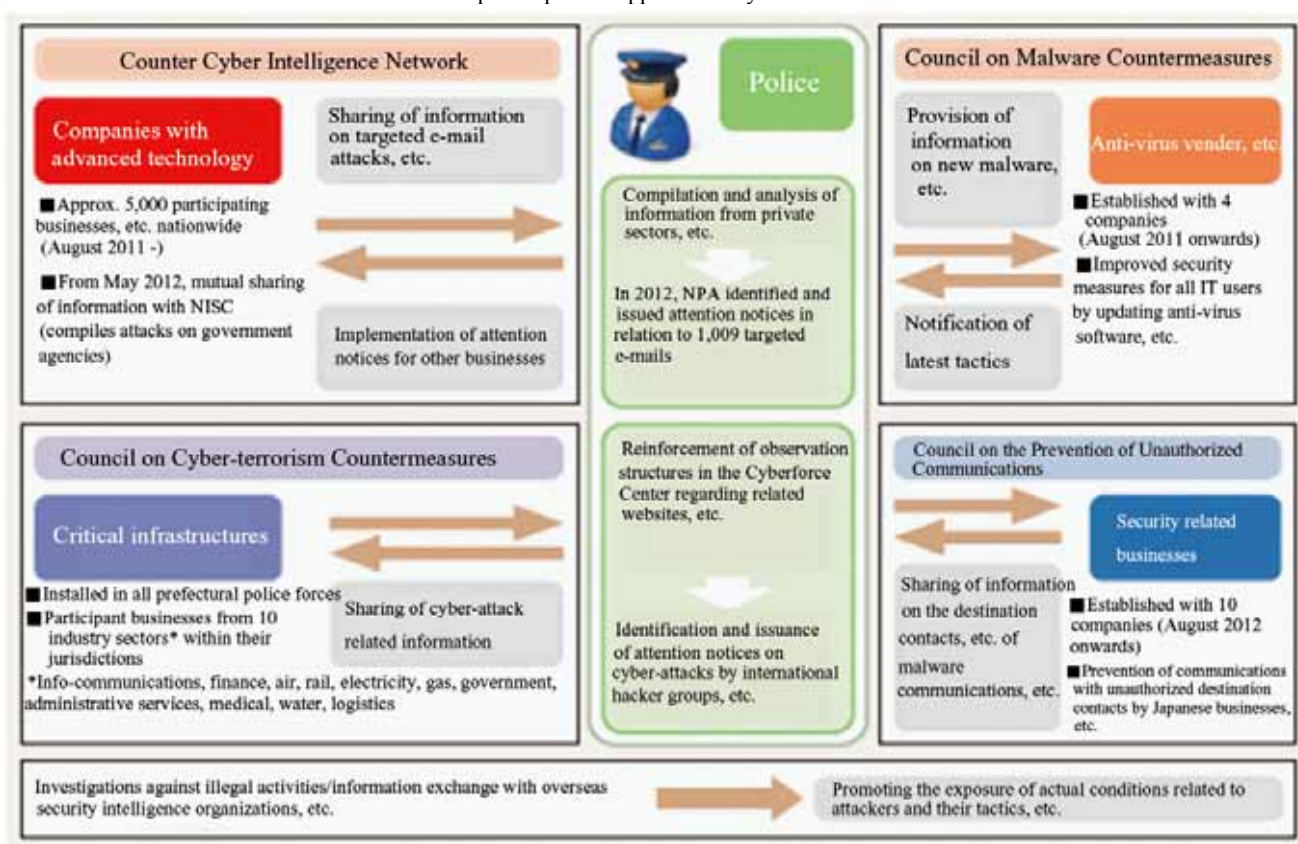 Counter Cyber Intelligence Network
Companies with
advanced technology
Sharing of information
on targeted e-mail
attacks, etc.
■Approx. 5,000 participating
businesses, etc. nationwide
(August 2011 -)
■From May 2012, mutual sharing
of information with NISC
(compiles attacks on government
agencies)
Implementation of attention
notices for other businesses
Police
Compilation and analysis of
information from private
sectors, etc.
In 2012, NPA identified and
issued attention notices in
relation to 1,009 targeted
e-mails
Council on Malware Countermeasures
Provision of
information
on new malware,
etc.
Anti-virus vender, etc.
■Established with 4
companies
(August 2011 onwards)
■Improved security
measures for all IT users
by updating anti-virus
software, etc.
Notification of
latest tactics
Council on Cyber-terrorism Countermeasures
Critical infrastructures
■Installed in all prefectural police forces
■Participant businesses from 10
industry sectors* within their
jurisdictions
*Info-communications, finance, air, rail, electricity, gas, government,
administrative services, medical, water, logistics
Sharing of cyber-attack
related information
Reinforcement of observation
structures in the Cyberforce
Center regarding related
websites, etc.
Identification and issuance
of attention notices on
cyber-attacks by international
hacker groups, etc.
Council on the Prevention of Unauthorized
Communications
Security related
businesses
Sharing of information
on the destination
contacts, etc. of
malware
communications, etc.
■Established with 10
companies (August 2012
onwards)
■Prevention of communications
with unauthorized destination
contacts by Japanese businesses,
etc.
Investigations against illegal activities/information exchange with overseas
security intelligence organizations, etc.
Promoting the exposure of actual conditions related to
attackers and their tactics, etc.